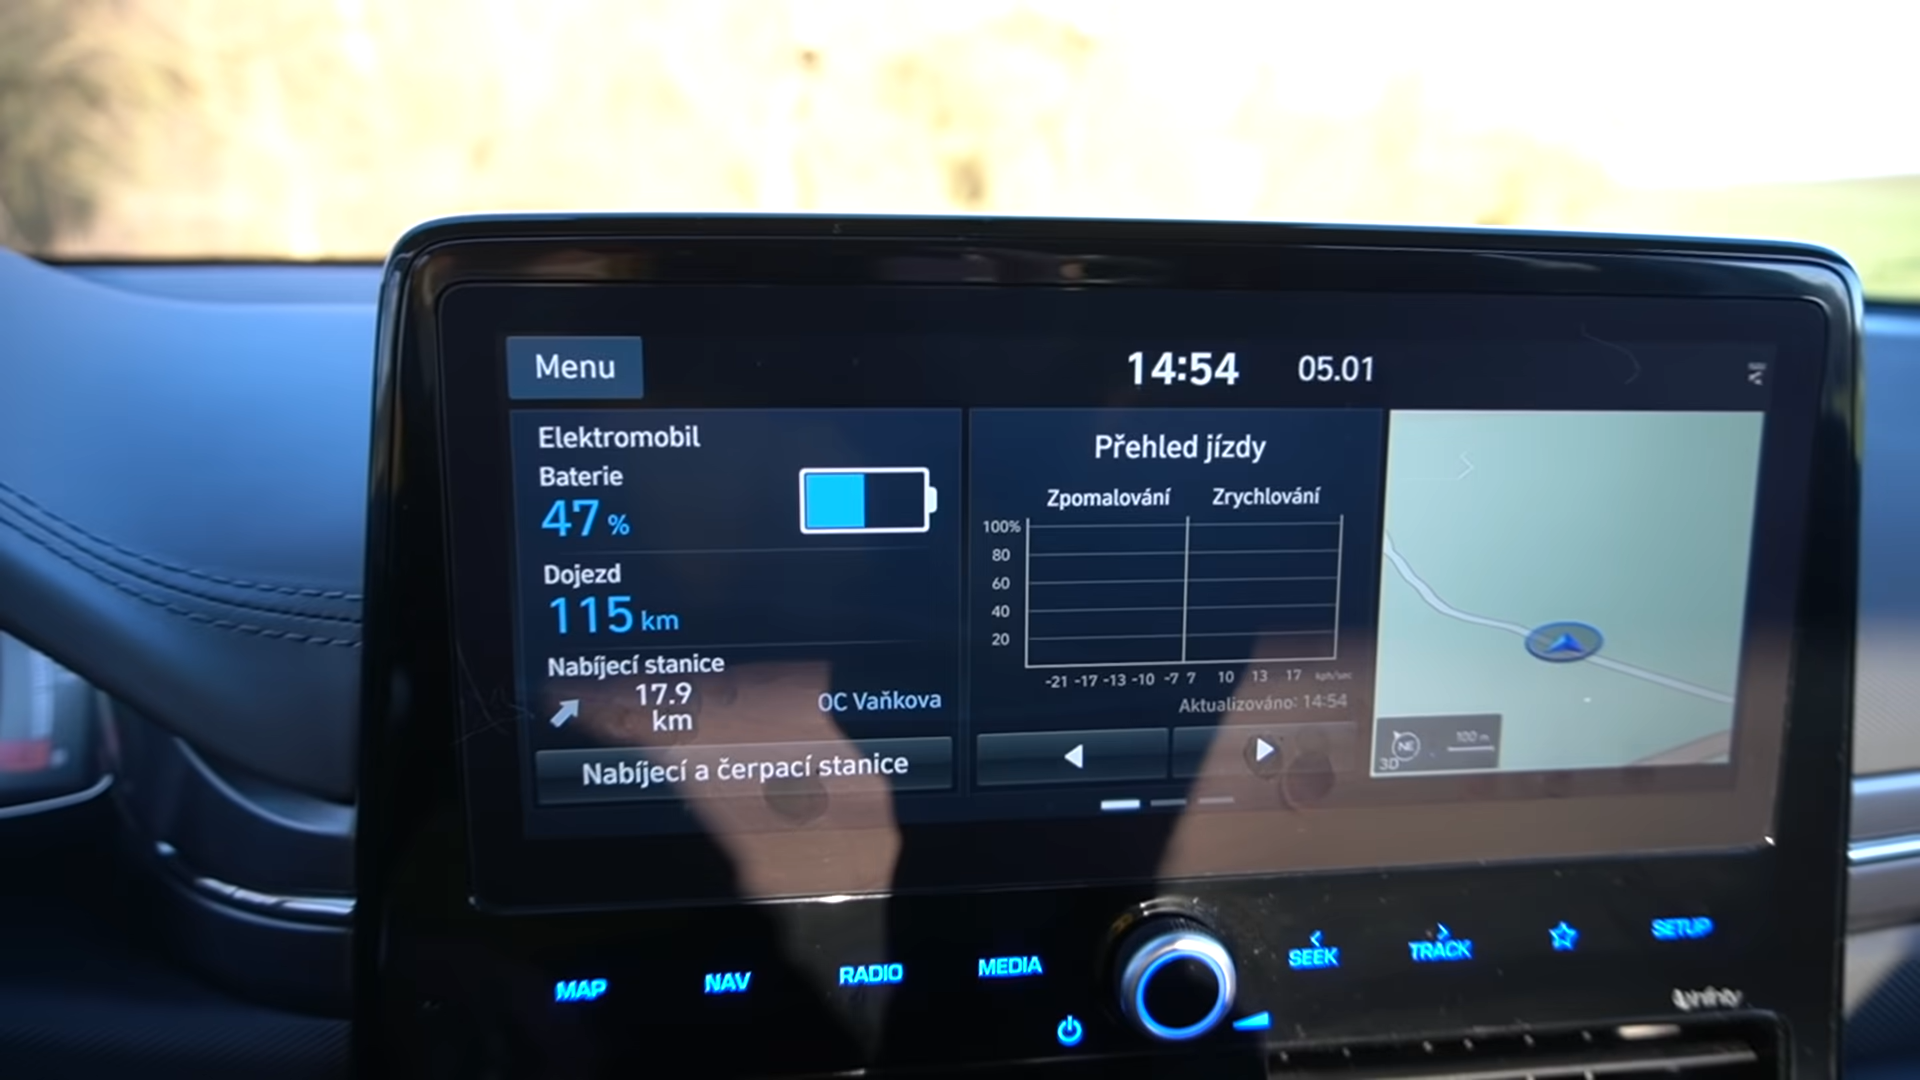 Menu
14:54
05.01
Elektromobil
Baterie
47 %
Dojezd
115 km
Nabíjecí stanice
17.9
km
OC Vaňkova
Nabíjecí a čerpací stanice
Přehled jízdy
Zpomalování
Zrychlování
100%
80
60
40
20
-21 -17 -13 -10 -7 7 10 13 17 kph/sec
Aktualizováno: 14:54
NE
100 m
3D
MAP
NAV
RADIO
MEDIA
SEEK
TRACK
SETUP
Infinity